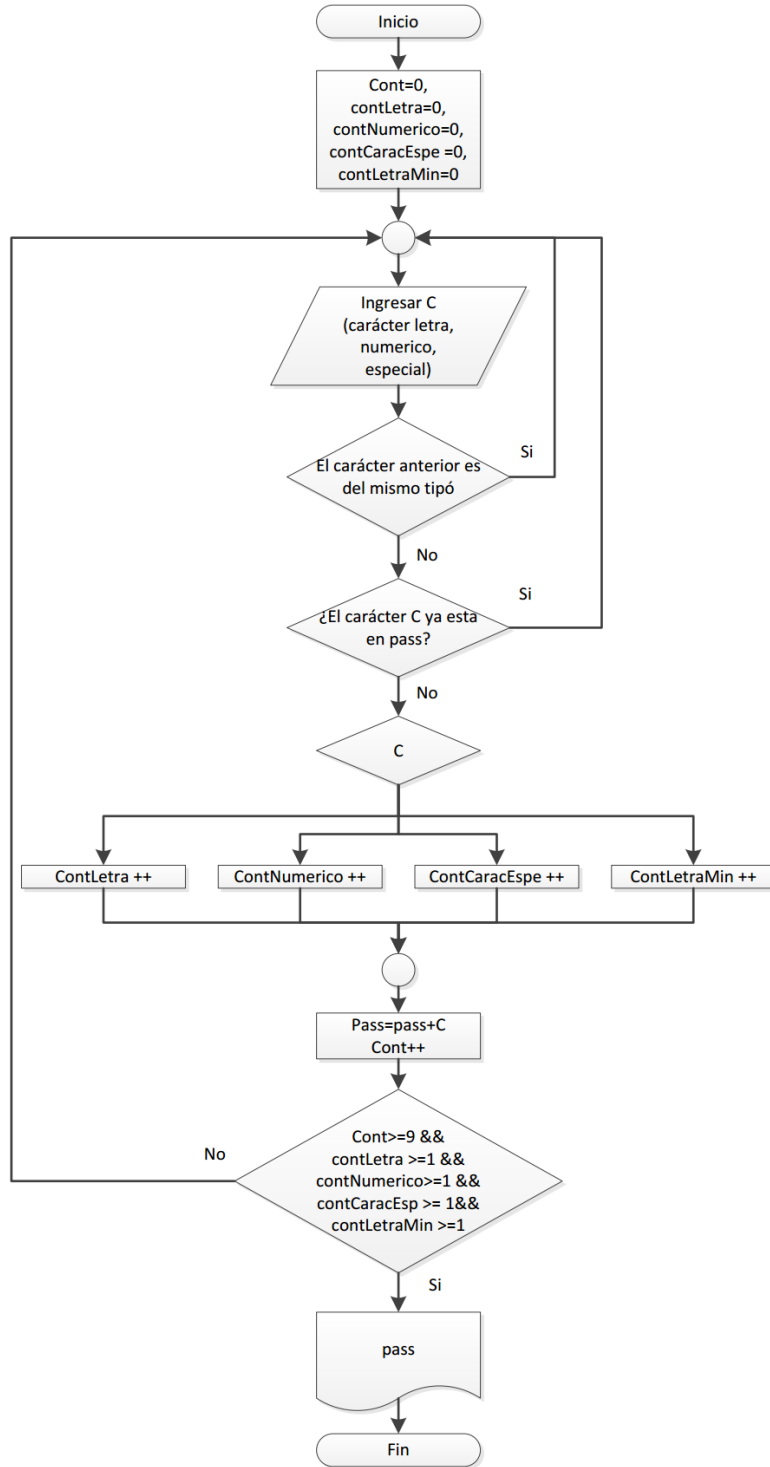 Inicio
Cont=0,
contLetra=0,
contNumerico=0,
contCaracEspe =0,
contLetraMin=0
Ingresar C
(carácter letra,
numerico,
especial)
El carácter anterior es
del mismo tipó
Si
No
¿El carácter C ya esta
en pass?
Si
No
C
ContLetra ++
ContNumerico ++
ContCaracEspe ++
ContLetraMin ++
Pass=pass+C
Cont++
Cont>=9 &&
contLetra >=1 &&
contNumerico>=1 &&
contCaracEsp >= 1&&
contLetraMin >=1
No
Si
pass
Fin